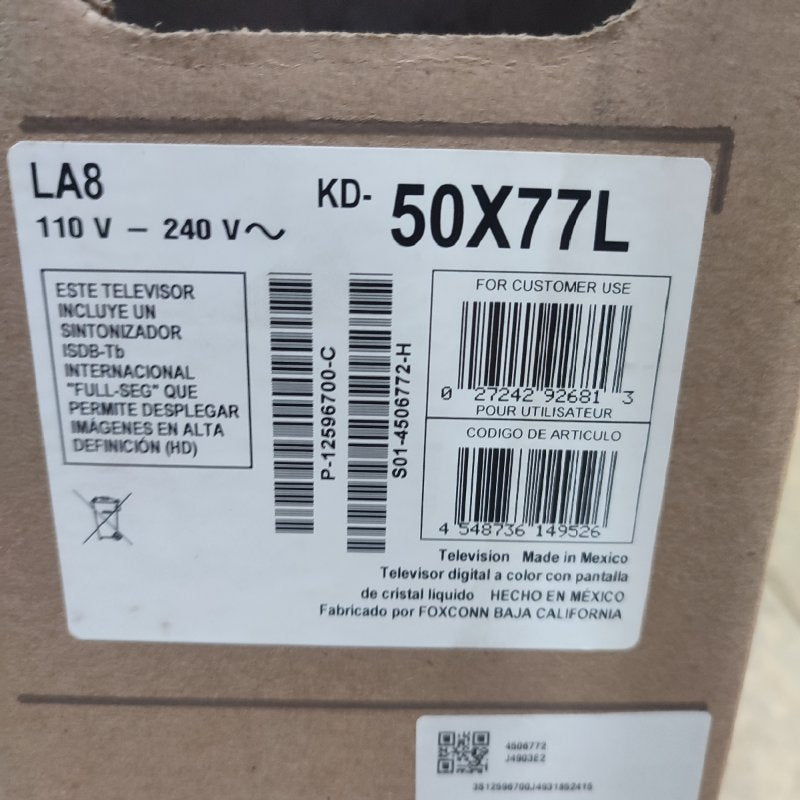 LA8
110 V – 240 V~
KD- 50X77L
ESTE TELEVISOR
INCLUYE UN
SINTONIZADOR
ISDB-Tb
INTERNACIONAL
"FULL-SEG" QUE
PERMITE DESPLEGAR
IMÁGENES EN ALTA
DEFINICIÓN (HD)
P-12596700-C
S01-4506772-H
FOR CUSTOMER USE
0 27242 92681 3
POUR UTILISATEUR
CODIGO DE ARTICULO
4 548736 149526
Television Made in Mexico
Televisor digital a color con pantalla
de cristal líquido HECHO EN MÉXICO
Fabricado por FOXCONN BAJA CALIFORNIA
4506772
J4903E2